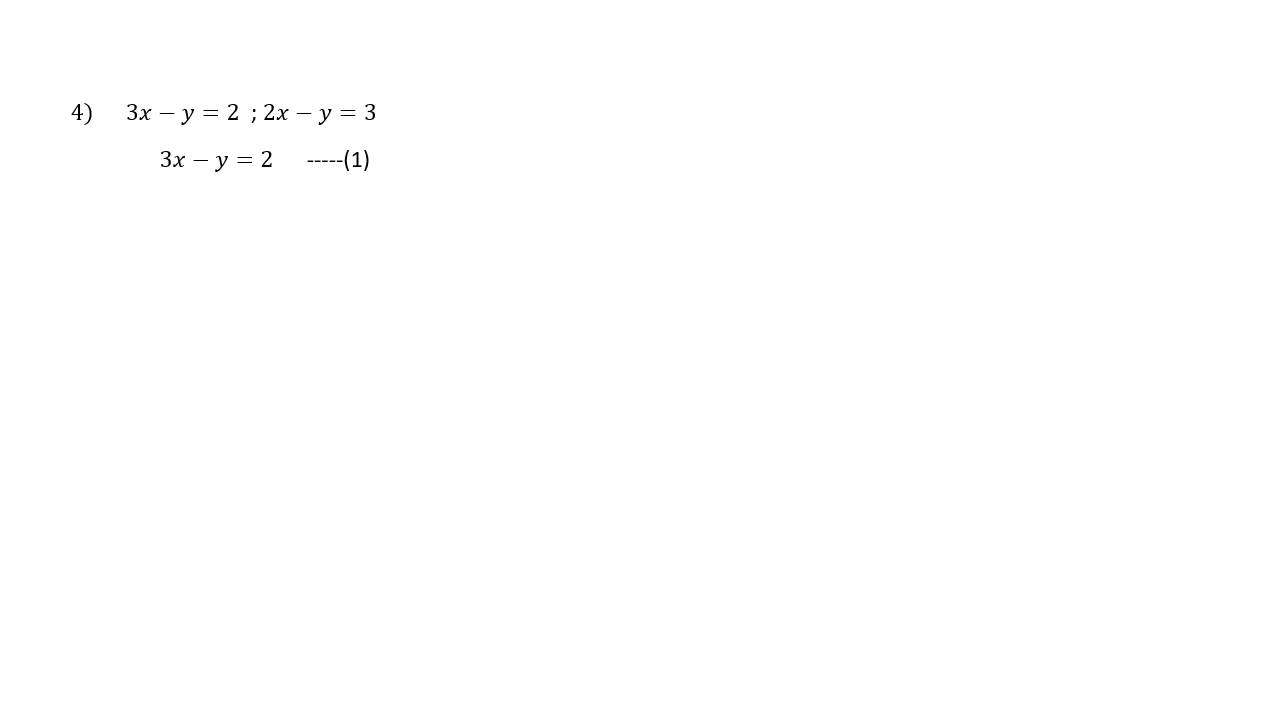 4) 3x − y = 2 ; 2x − y = 3
3x − y = 2 -----(1)